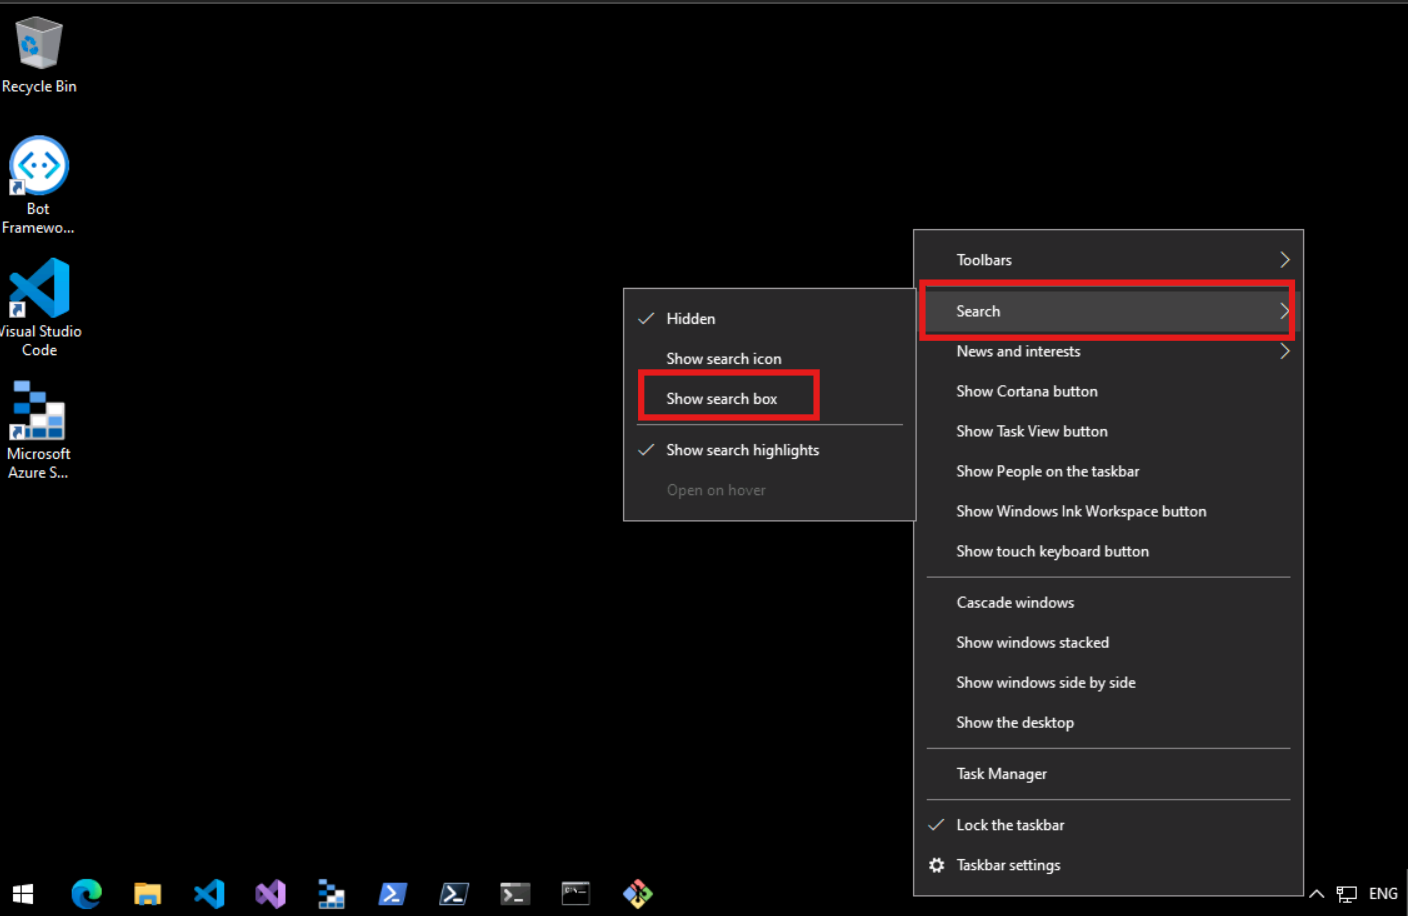 Recycle Bin
Bot
Framewo...
Visual Studio
Code
Microsoft
Azure S...
Hidden
Show search icon
Show search box
Show search highlights
Open on hover
Toolbars
Search
News and interests
Show Cortana button
Show Task View button
Show People on the taskbar
Show Windows Ink Workspace button
Show touch keyboard button
Cascade windows
Show windows stacked
Show windows side by side
Show the desktop
Task Manager
Lock the taskbar
Taskbar settings
ENG